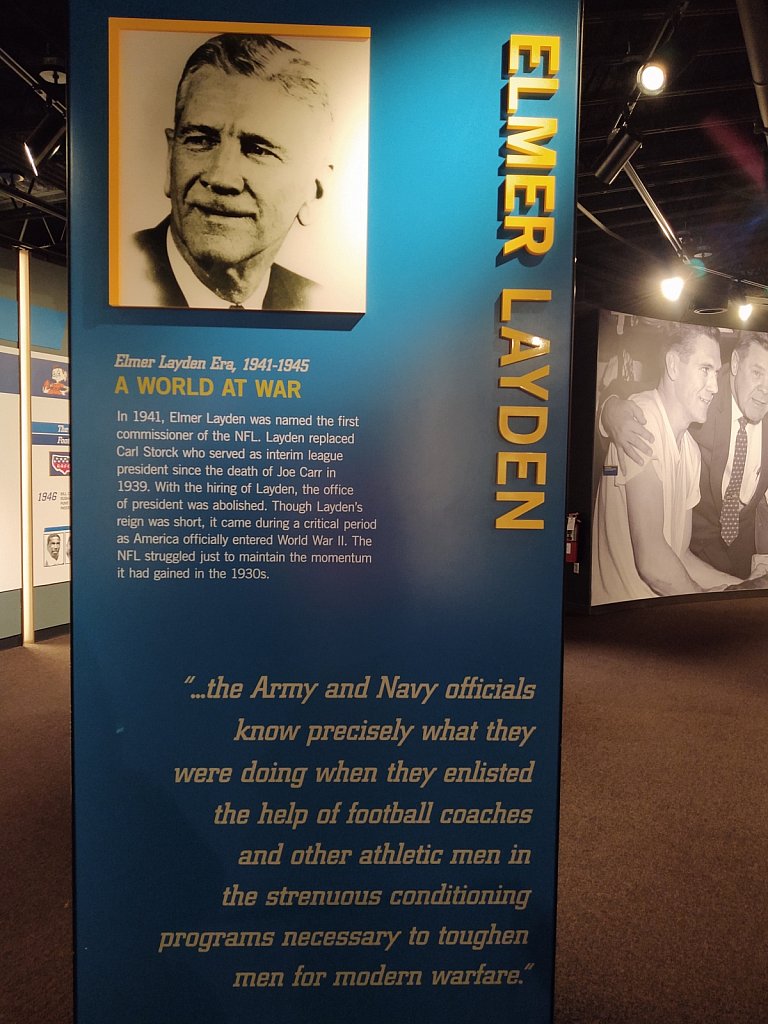 ELMER LAYDEN
Elmer Layden Era, 1941-1945
A WORLD AT WAR
In 1941, Elmer Layden was named the first
commissioner of the NFL. Layden replaced
Carl Storck who served as interim league
president since the death of Joe Carr in
1939. With the hiring of Layden, the office
of president was abolished. Though Layden's
reign was short, it came during a critical period
as America officially entered World War II. The
NFL struggled just to maintain the momentum
it had gained in the 1930s.
"...the Army and Navy officials
know precisely what they
were doing when they enlisted
the help of football coaches
and other athletic men in
the strenuous conditioning
programs necessary to toughen
men for modern warfare."
The
Foot
1946